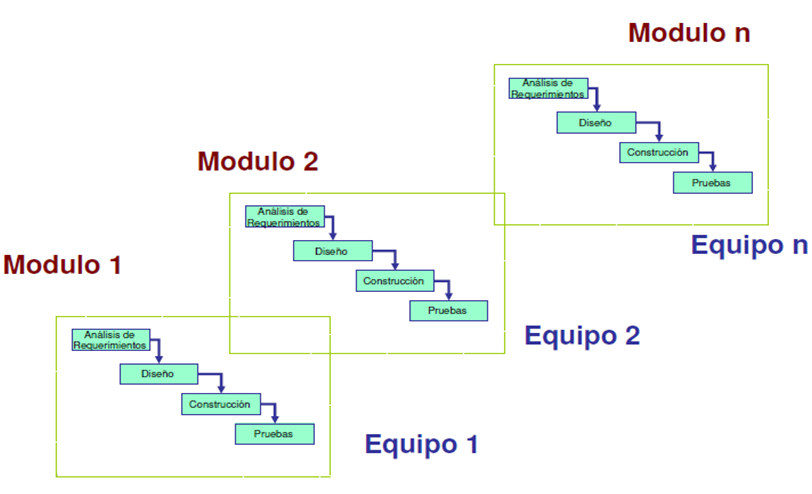 Modulo n
Análisis de
Requerimientos
Diseño
Construcción
Pruebas
Equipo n
Modulo 2
Análisis de
Requerimientos
Diseño
Construcción
Pruebas
Equipo 2
Modulo 1
Análisis de
Requerimientos
Diseño
Construcción
Pruebas
Equipo 1